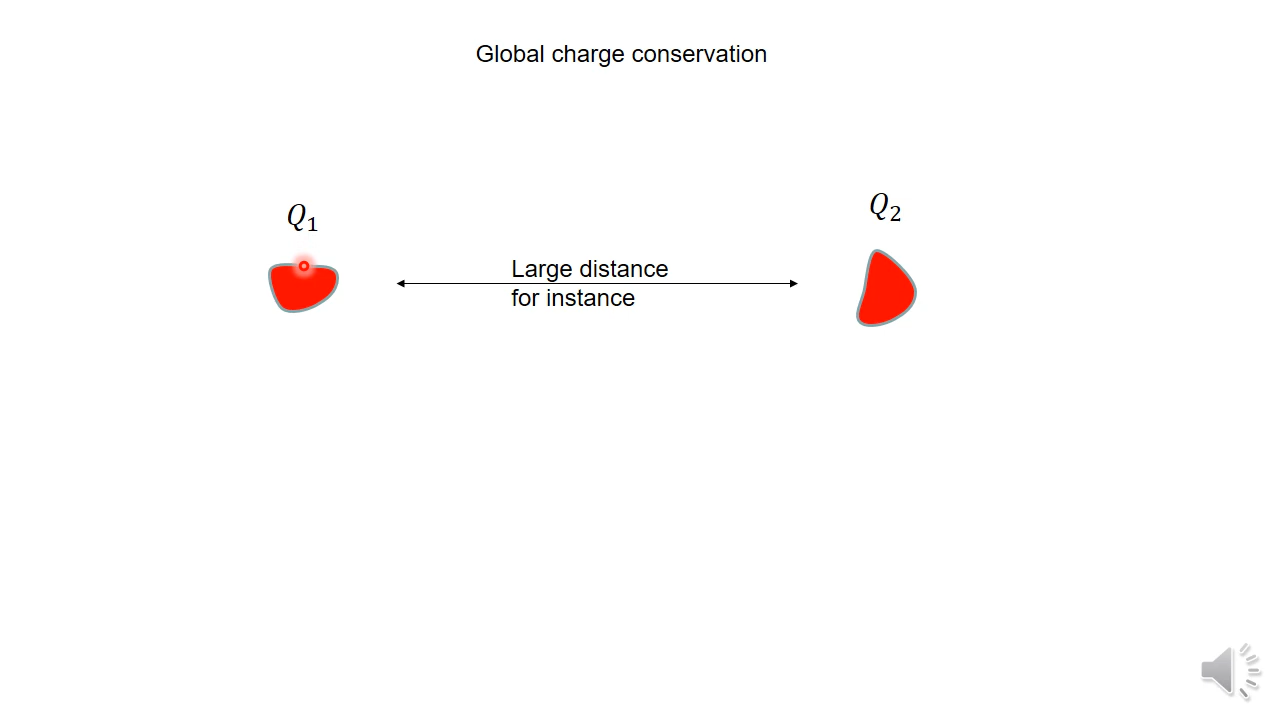 Global charge conservation
Q₁
Q₂
Large distance
for instance